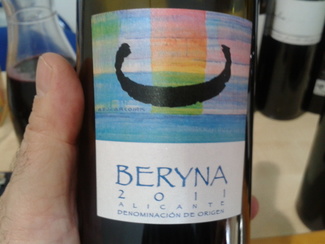 BERYNA
2011
ALICANTE
DENOMINACIÓN DE ORIGEN